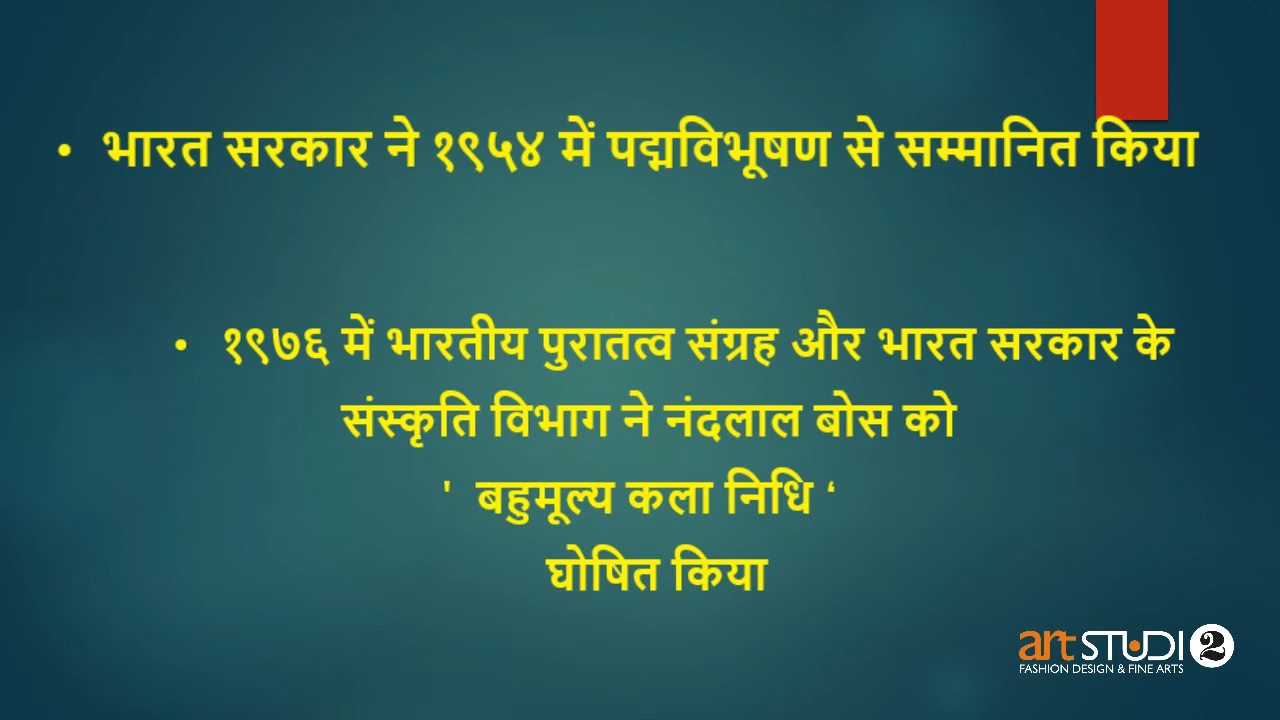 • भारत सरकार ने १९५४ में पद्मविभूषण से सम्मानित किया
• १९७६ में भारतीय पुरातत्व संग्रह और भारत सरकार के
संस्कृति विभाग ने नंदलाल बोस को
' बहुमूल्य कला निधि ‘
घोषित किया
art STUDI 2
FASHION DESIGN & FINE ARTS